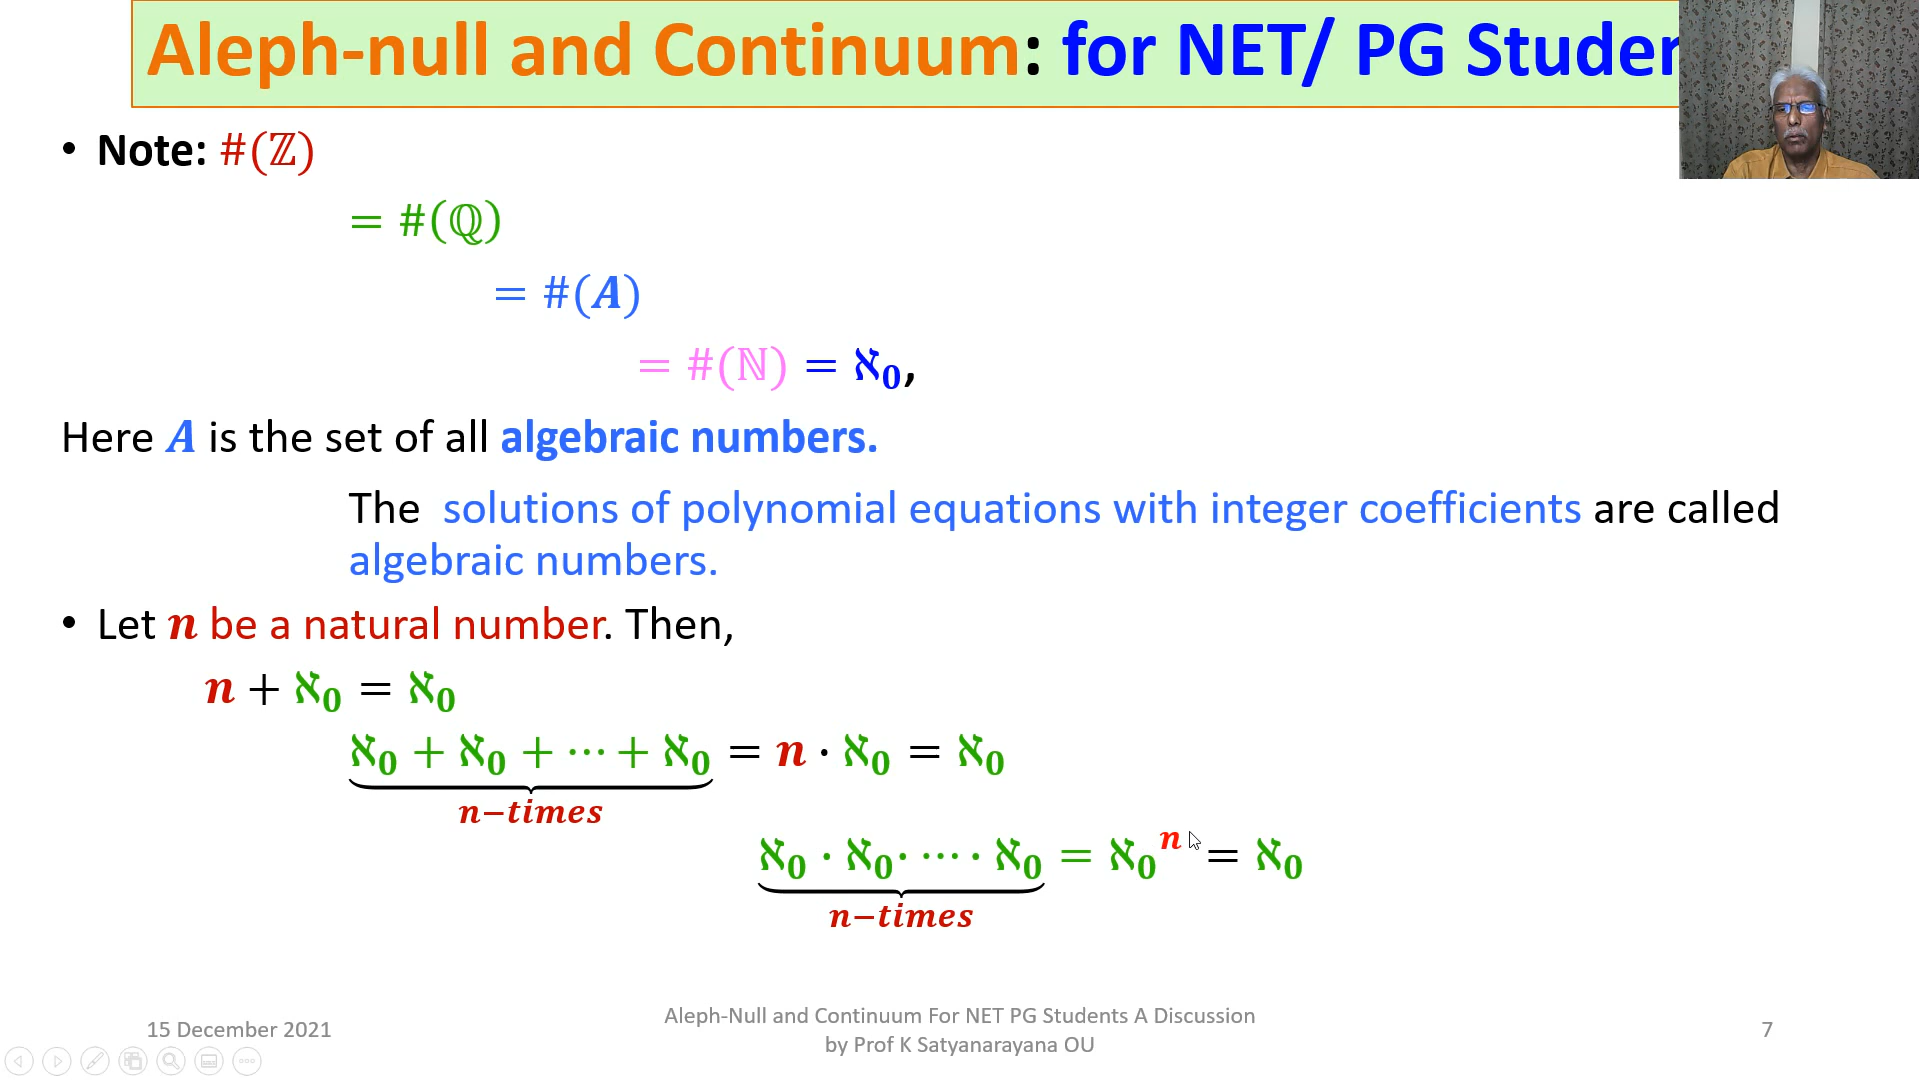 Aleph-null and Continuum: for NET/ PG Studen
• Note: #(ℤ)
= #(ℚ)
= #(A)
= #(ℕ) = ℵ₀,
Here A is the set of all algebraic numbers.
The solutions of polynomial equations with integer coefficients are called
algebraic numbers.
• Let n be a natural number. Then,
n + ℵ₀ = ℵ₀
ℵ₀ + ℵ₀ + ⋯ + ℵ₀ = n · ℵ₀ = ℵ₀
n−times
ℵ₀ · ℵ₀· ⋯ · ℵ₀ = ℵ₀ⁿ = ℵ₀
n−times
15 December 2021
Aleph-Null and Continuum For NET PG Students A Discussion
by Prof K Satyanarayana OU
7